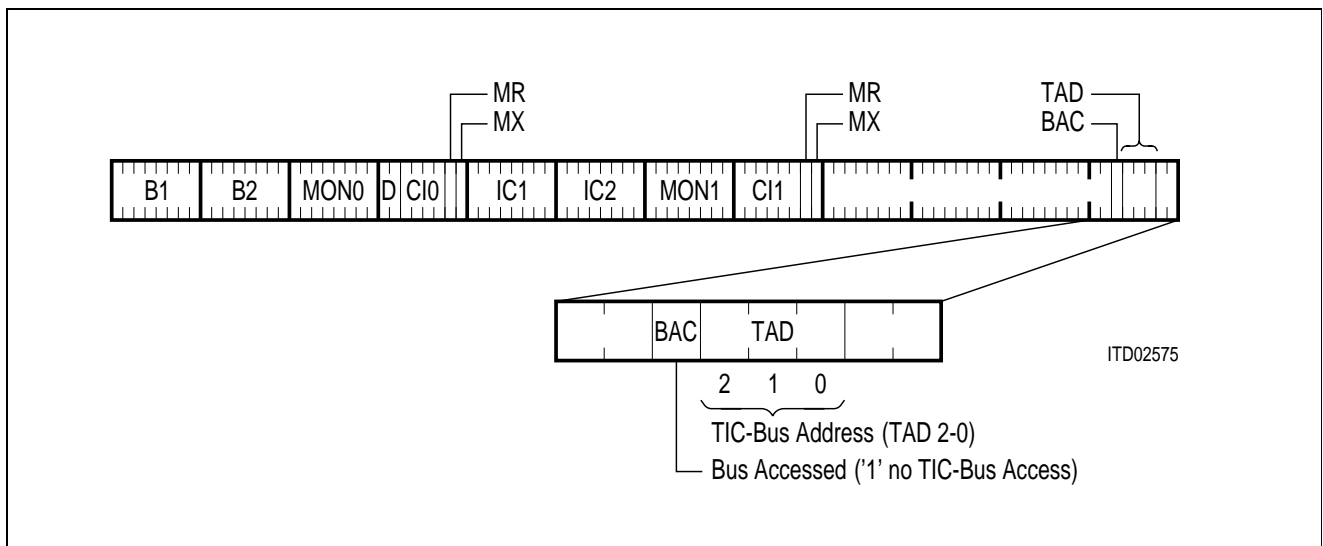 MR MR TAD
MX MX BAC
B1 B2 MON0 D CI0 IC1 IC2 MON1 CI1
BAC TAD
ITD02575
2 1 0
TIC-Bus Address (TAD 2-0)
Bus Accessed ('1' no TIC-Bus Access)